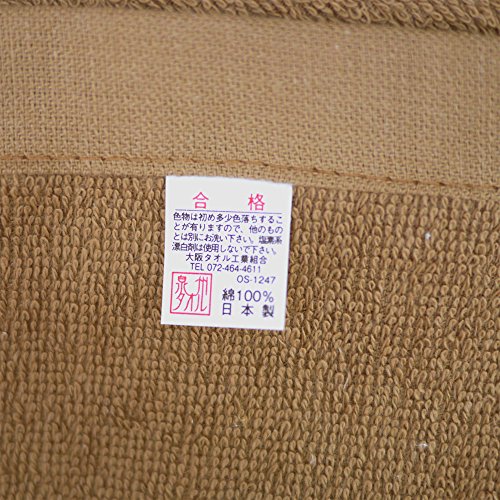 合格
色物は初め多少色落ちすること
が有りますので、他のもの
とは別にお洗い下さい。塩素系
漂白剤は使用しないで下さい。
大阪タオル工業組合
TEL 072-464-4611
OS-1247
泉州
タオル
綿100%
日本製